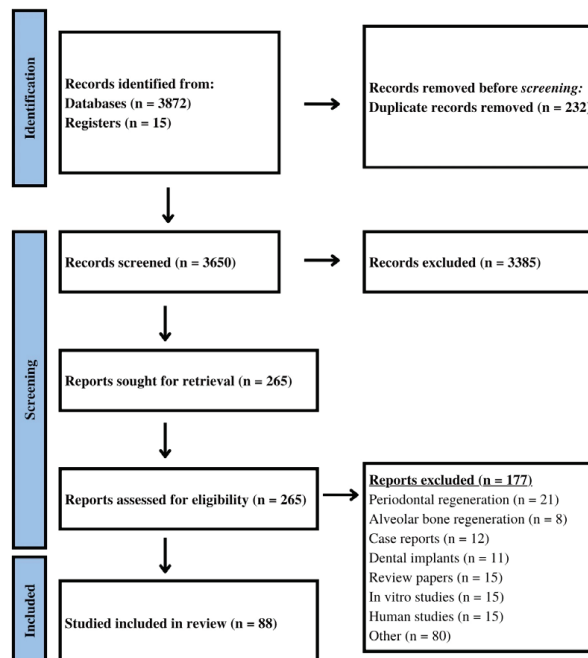 Identification
Records identified from:
Databases (n = 3872)
Registers (n = 15)
Records removed before screening:
Duplicate records removed (n = 232
Screening
Records screened (n = 3650)
Records excluded (n = 3385)
Reports sought for retrieval (n = 265)
Reports assessed for eligibility (n = 265)
Reports excluded (n = 177)
Periodontal regeneration (n = 21)
Alveolar bone regeneration (n = 8)
Case reports (n = 12)
Dental implants (n = 11)
Review papers (n = 15)
In vitro studies (n = 15)
Human studies (n = 15)
Other (n = 80)
Included
Studied included in review (n = 88)